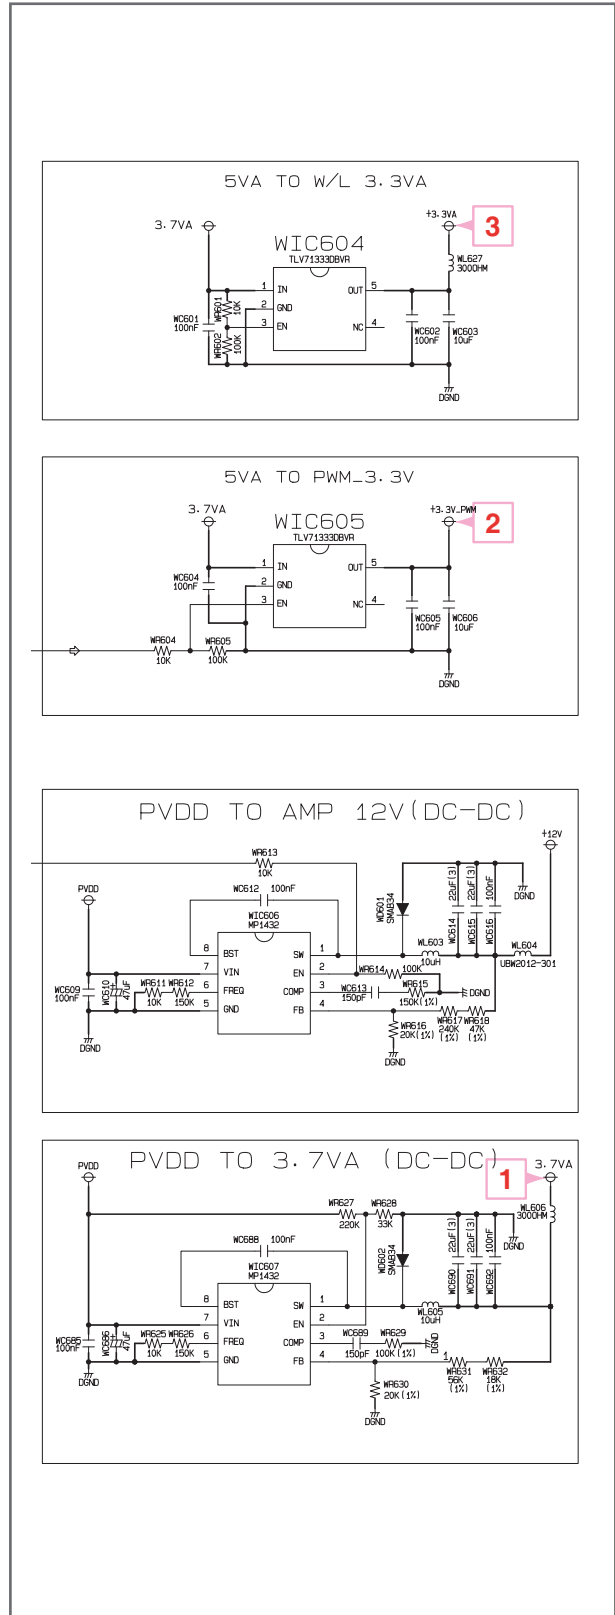 5VA TO W/L 3.3VA
3.7VA
+3.3VA
3
WIC604
TLV71333DBVR
WL627
300OHM
1 IN
2 GND
3 EN
OUT 5
NC 4
WR601
10K
WR602
100K
WC601
100nF
WC602
100nF
WC603
10uF
DGND
5VA TO PWM_3.3V
3.7VA
+3.3V_PWM
2
WIC605
TLV71333DBVR
1 IN
2 GND
3 EN
OUT 5
NC 4
WC604
100nF
WC605
100nF
WC606
10uF
WR604
10K
WR605
100K
DGND
PVDD TO AMP 12V(DC-DC)
+12V
WR613
10K
PVDD
WC612 100nF
WIC606
MP1432
WD601
SMAB34
22uF(3)
WC614
22uF(3)
WC615
100nF
WC616
DGND
8 BST
7 VIN
6 FREQ
5 GND
SW 1
EN 2
COMP 3
FB 4
WL603
10uH
WL604
UBW2012-301
WR614 100K
WC613
150pF
WR615
150K(1%)
DGND
WC609
100nF
WC610
47uF
WR611
10K
WR612
150K
WR616
20K(1%)
WR617
240K
(1%)
WR618
47K
(1%)
DGND
DGND
PVDD TO 3.7VA (DC-DC)
1
3.7VA
PVDD
WR627
220K
WR628
33K
WL606
300OHM
WC688 100nF
WIC607
MP1432
WD602
SMAB34
22uF(3)
WC690
22uF(3)
WC691
100nF
WC692
DGND
8 BST
7 VIN
6 FREQ
5 GND
SW 1
EN 2
COMP 3
FB 4
WL605
10uH
WC689
150pF
WR629
100K(1%)
DGND
WC685
100nF
WC686
47uF
WR625
10K
WR626
150K
WR630
20K(1%)
1
WR631
56K
(1%)
WR632
18K
(1%)
DGND
DGND